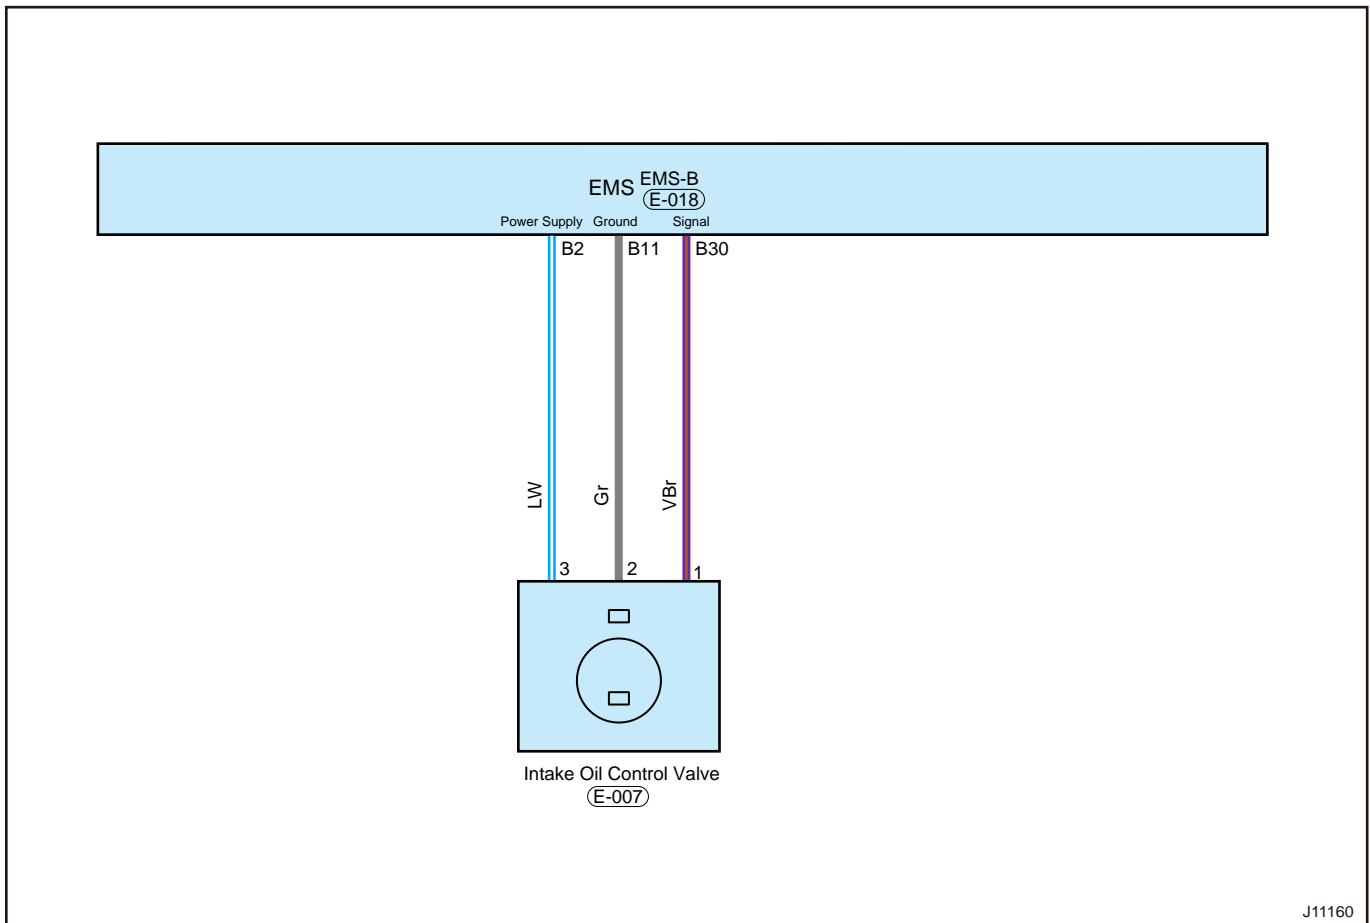 EMS EMS-B
E-018
Power Supply Ground Signal
B2 B11 B30
LW Gr VBr
3 2 1
Intake Oil Control Valve
E-007
J11160